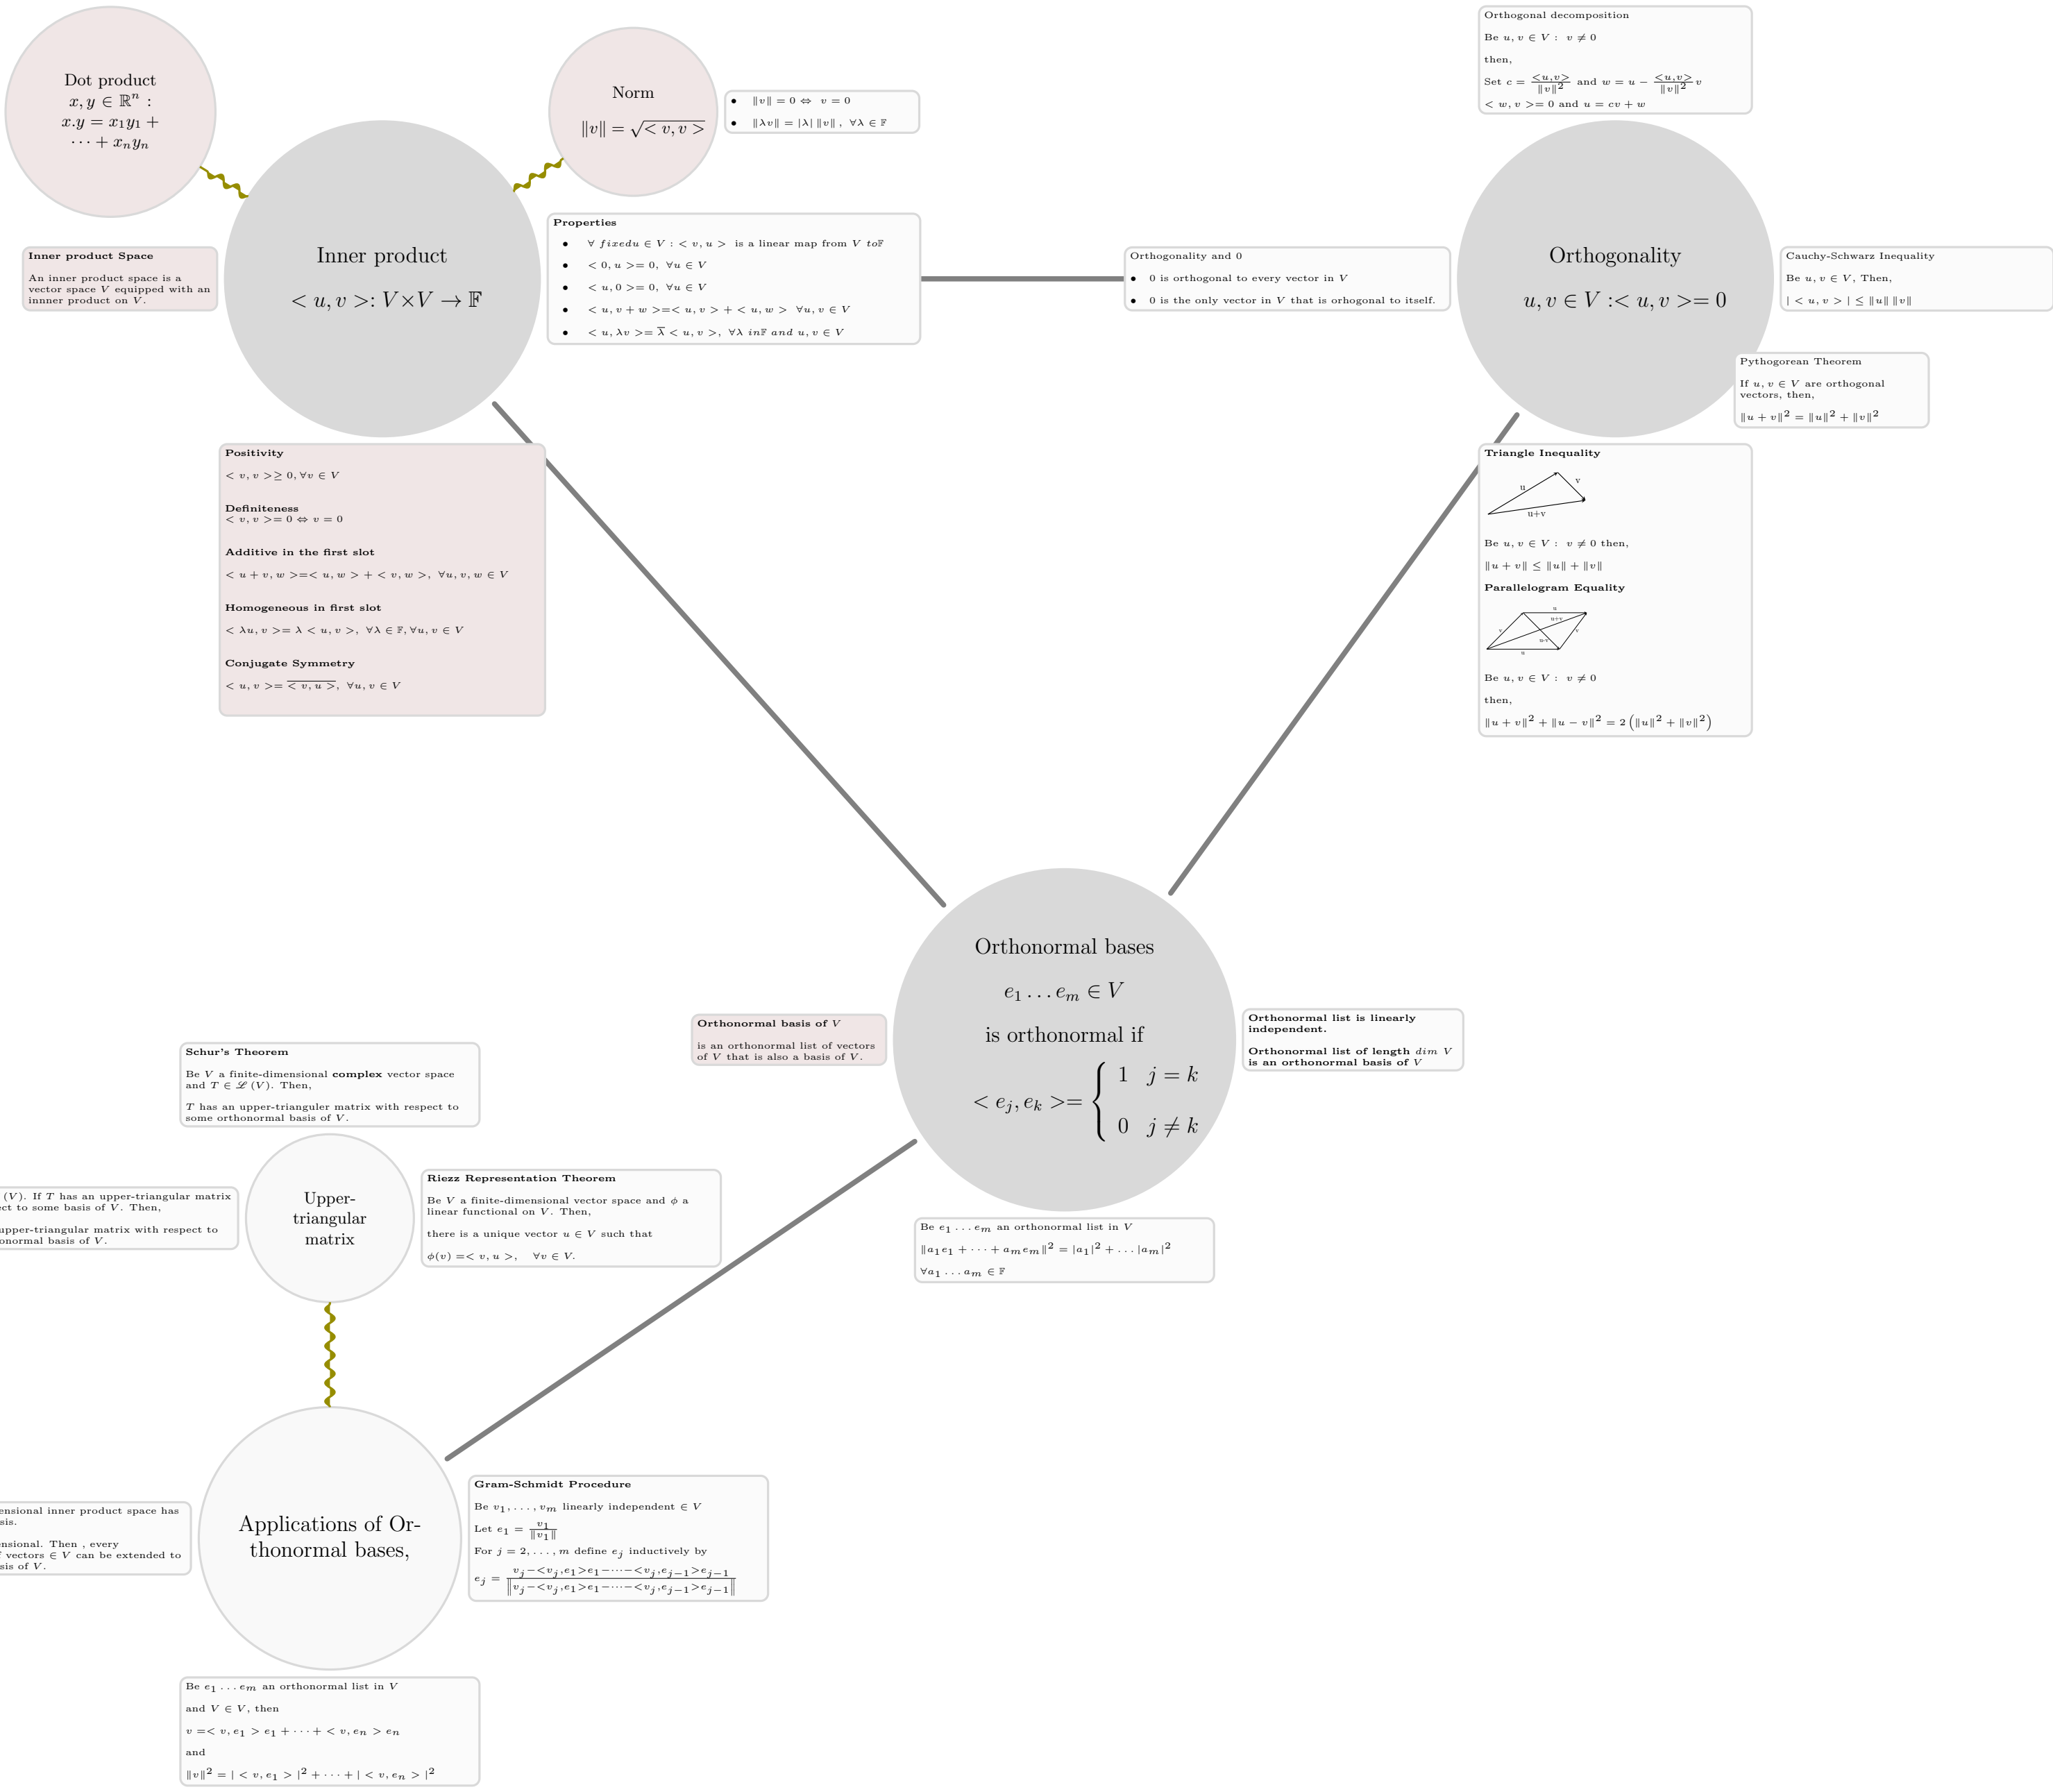 Dot product
x, y ∈ ℝⁿ :
x.y = x₁y₁ +
⋯ + xₙyₙ
Norm
‖v‖ = √< v, v >
• ‖v‖ = 0 ⇔ v = 0
• ‖λv‖ = |λ| ‖v‖ , ∀λ ∈ 𝔽
Orthogonal decomposition
Be u, v ∈ V : v ≠ 0
then,
Set c = <u,v>/‖v‖² and w = u − <u,v>/‖v‖² v
< w, v >= 0 and u = cv + w
Inner product Space
An inner product space is a
vector space V equipped with an
innner product on V.
Inner product
< u, v >: V×V → 𝔽
Properties
• ∀ fixedu ∈ V : < v, u > is a linear map from V to𝔽
• < 0, u >= 0, ∀u ∈ V
• < u, 0 >= 0, ∀u ∈ V
• < u, v + w >=< u, v > + < u, w > ∀u, v ∈ V
• < u, λv >= λ̅ < u, v >, ∀λ in𝔽 and u, v ∈ V
Orthogonality and 0
• 0 is orthogonal to every vector in V
• 0 is the only vector in V that is orhogonal to itself.
Orthogonality
u, v ∈ V :< u, v >= 0
Cauchy-Schwarz Inequality
Be u, v ∈ V, Then,
| < u, v > | ≤ ‖u‖ ‖v‖
Pythogorean Theorem
If u, v ∈ V are orthogonal
vectors, then,
‖u + v‖² = ‖u‖² + ‖v‖²
Positivity
< v, v >≥ 0, ∀v ∈ V
Definiteness
< v, v >= 0 ⇔ v = 0
Additive in the first slot
< u + v, w >=< u, w > + < v, w >, ∀u, v, w ∈ V
Homogeneous in first slot
< λu, v >= λ < u, v >, ∀λ ∈ 𝔽, ∀u, v ∈ V
Conjugate Symmetry
< u, v >= \overline{< v, u >}, ∀u, v ∈ V
Triangle Inequality
u
v
u+v
Be u, v ∈ V : v ≠ 0 then,
‖u + v‖ ≤ ‖u‖ + ‖v‖
Parallelogram Equality
u
u+v
v
v
u-v
u
Be u, v ∈ V : v ≠ 0
then,
‖u + v‖² + ‖u − v‖² = 2 (‖u‖² + ‖v‖²)
Orthonormal bases
e₁ … eₘ ∈ V
is orthonormal if
< eⱼ, eₖ >= { 1 j = k
0 j ≠ k
Orthonormal basis of V
is an orthonormal list of vectors
of V that is also a basis of V.
Orthonormal list is linearly
independent.
Orthonormal list of length dim V
is an orthonormal basis of V
Be e₁ … eₘ an orthonormal list in V
‖a₁e₁ + ⋯ + aₘeₘ‖² = |a₁|² + … |aₘ|²
∀a₁ … aₘ ∈ 𝔽
Schur's Theorem
Be V a finite-dimensional complex vector space
and T ∈ ℒ (V). Then,
T has an upper-trianguler matrix with respect to
some orthonormal basis of V.
(V). If T has an upper-triangular matrix
ect to some basis of V. Then,
upper-triangular matrix with respect to
onormal basis of V.
Upper-
triangular
matrix
Riezz Representation Theorem
Be V a finite-dimensional vector space and ϕ a
linear functional on V. Then,
there is a unique vector u ∈ V such that
ϕ(v) =< v, u >, ∀v ∈ V.
ensional inner product space has
sis.
ensional. Then , every
f vectors ∈ V can be extended to
sis of V.
Applications of Or-
thonormal bases,
Gram-Schmidt Procedure
Be v₁, … , vₘ linearly independent ∈ V
Let e₁ = v₁/‖v₁‖
For j = 2, … , m define eⱼ inductively by
eⱼ = vⱼ−<vⱼ,e₁>e₁−⋯−<vⱼ,eⱼ₋₁>eⱼ₋₁ / ‖vⱼ−<vⱼ,e₁>e₁−⋯−<vⱼ,eⱼ₋₁>eⱼ₋₁‖
Be e₁ … eₘ an orthonormal list in V
and V ∈ V, then
v =< v, e₁ > e₁ + ⋯ + < v, eₙ > eₙ
and
‖v‖² = | < v, e₁ > |² + ⋯ + | < v, eₙ > |²